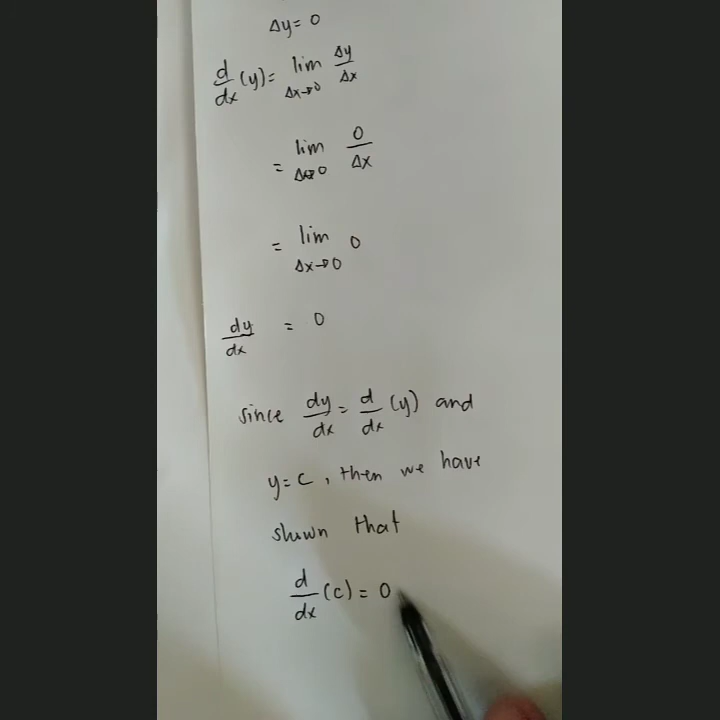 Δy = 0
d/dx (y) = lim Δx→0 Δy/Δx
= lim Δx→0 0/Δx
= lim Δx→0 0
dy/dx = 0
since dy/dx = d/dx (y) and
y = c, then we have
shown that
d/dx (c) = 0